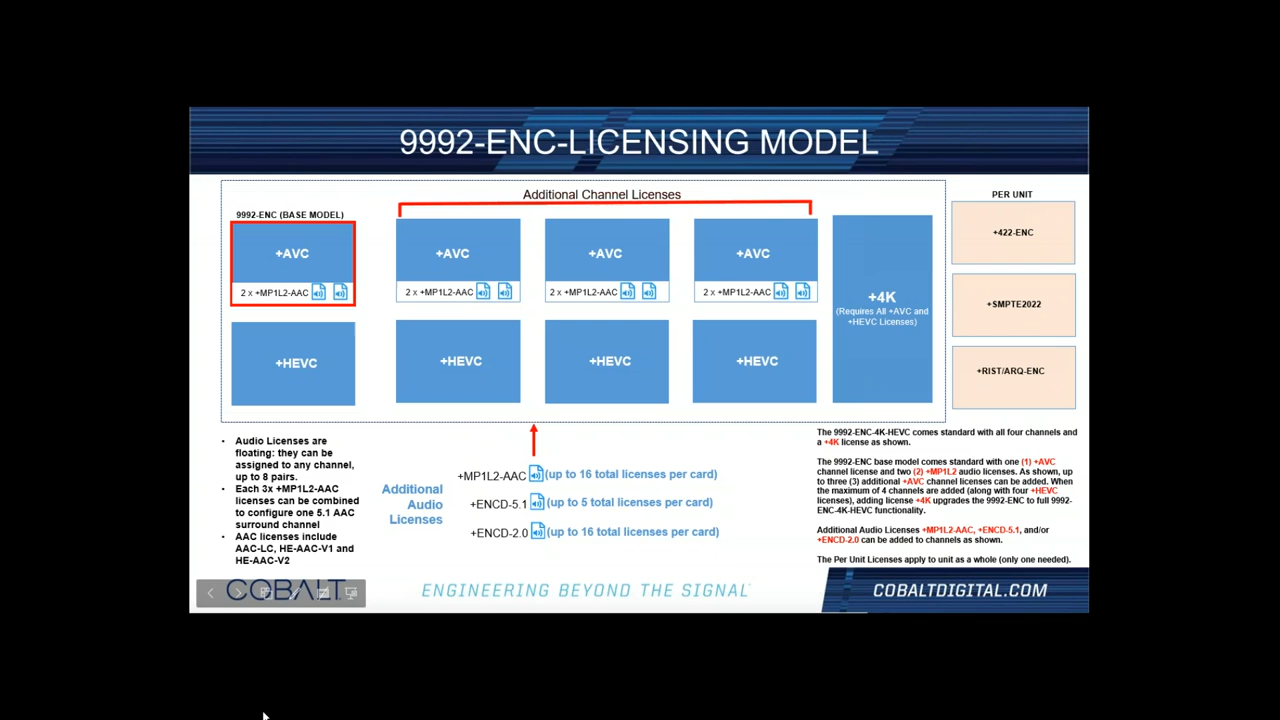 9992-ENC-LICENSING MODEL
Additional Channel Licenses
9992-ENC (BASE MODEL)
+AVC
2 x +MP1L2-AAC
+AVC
2 x +MP1L2-AAC
+AVC
2 x +MP1L2-AAC
+AVC
2 x +MP1L2-AAC
+HEVC
+HEVC
+HEVC
+HEVC
+4K
(Requires All +AVC and
+HEVC Licenses)
PER UNIT
+422-ENC
+SMPTE2022
+RIST/ARQ-ENC
• Audio Licenses are
floating: they can be
assigned to any channel,
up to 8 pairs.
• Each 3x +MP1L2-AAC
licenses can be combined
to configure one 5.1 AAC
surround channel
• AAC licenses include
AAC-LC, HE-AAC-V1 and
HE-AAC-V2
Additional
Audio
Licenses
+MP1L2-AAC (up to 16 total licenses per card)
+ENCD-5.1 (up to 5 total licenses per card)
+ENCD-2.0 (up to 16 total licenses per card)
The 9992-ENC-4K-HEVC comes standard with all four channels and
a +4K license as shown.
The 9992-ENC base model comes standard with one (1) +AVC
channel license and two (2) +MP1L2 audio licenses. As shown, up
to three (3) additional +AVC channel licenses can be added. When
the maximum of 4 channels are added (along with four +HEVC
licenses), adding license +4K upgrades the 9992-ENC to full 9992-
ENC-4K-HEVC functionality.
Additional Audio Licenses +MP1L2-AAC, +ENCD-5.1, and/or
+ENCD-2.0 can be added to channels as shown.
The Per Unit Licenses apply to unit as a whole (only one needed).
COBALT
ENGINEERING BEYOND THE SIGNAL
COBALTDIGITAL.COM